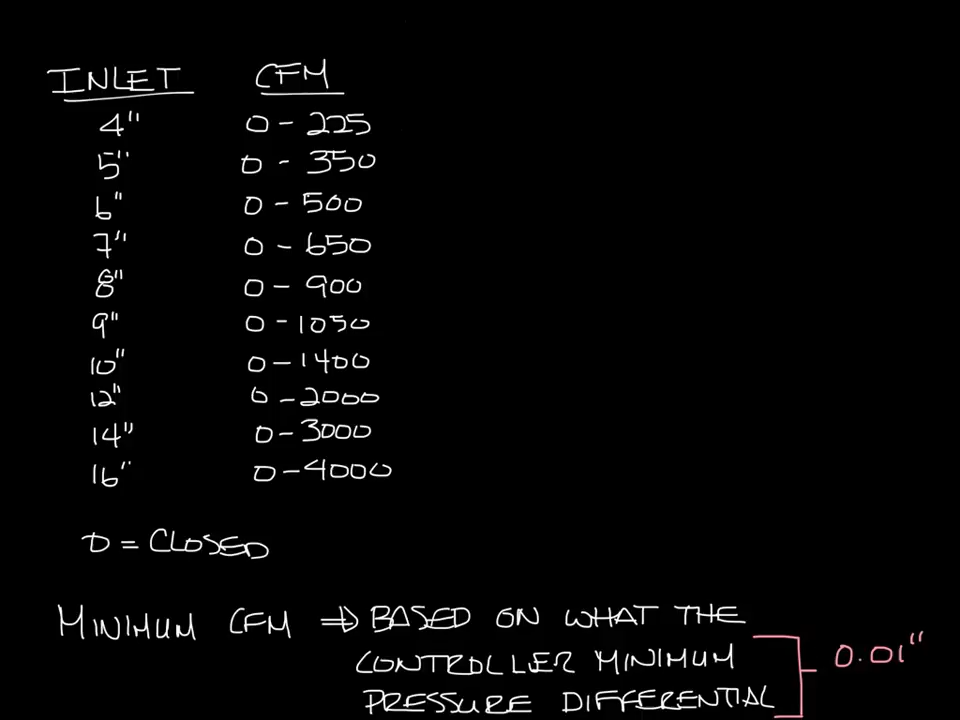 INLET CFM
4" 0 - 225
5" 0 - 350
6" 0 - 500
7" 0 - 650
8" 0 - 900
9" 0 - 1050
10" 0 - 1400
12" 0 - 2000
14" 0 - 3000
16" 0 - 4000
0 = CLOSED
MINIMUM CFM ⇒ BASED ON WHAT THE
CONTROLLER MINIMUM
PRESSURE DIFFERENTIAL
0.01"